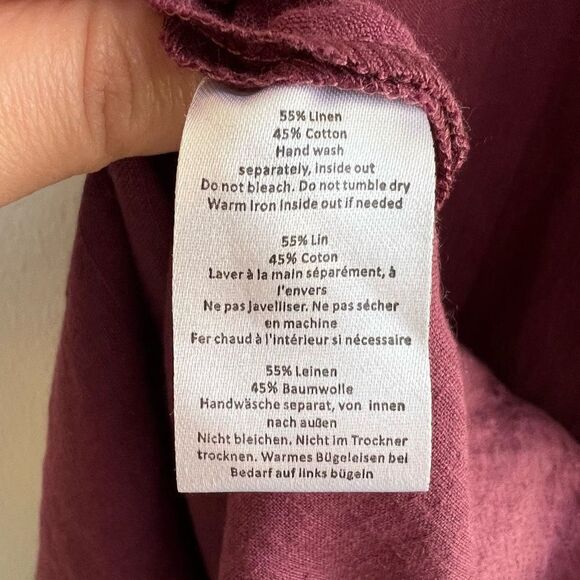 55% Linen
45% Cotton
Hand wash
separately, inside out
Do not bleach. Do not tumble dry
Warm Iron Inside out if needed
55% Lin
45% Coton
Laver à la main séparément, à
l'envers
Ne pas Javelliser. Ne pas sécher
en machine
Fer chaud à l'intérieur si nécessaire
55% Leinen
45% Baumwolle
Handwäsche separat, von innen
nach außen
Nicht bleichen. Nicht im Trockner
trocknen. Warmes Bügeleisen bei
Bedarf auf links bügeln